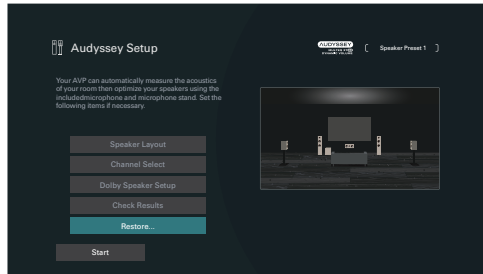 Audyssey Setup
AUDYSSEY
[ Speaker Preset 1 ]
Your AVP can automatically measure the acoustics
of your room then optimize your speakers using the
includedmicrophone and microphone stand. Set the
following items if necessary.
Speaker Layout
Channel Select
Dolby Speaker Setup
Check Results
Restore...
Start